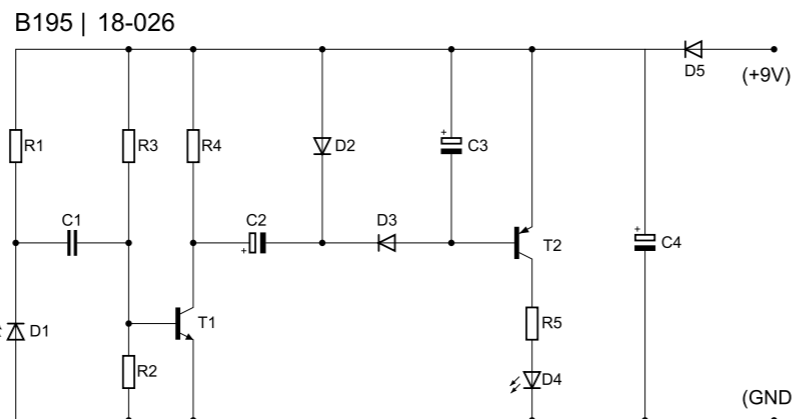 B195 | 18-026
D5
(+9V)
R1
R3
R4
D2
+
C3
C1
C2
+
D3
T2
+
C4
D1
T1
R5
R2
D4
(GND